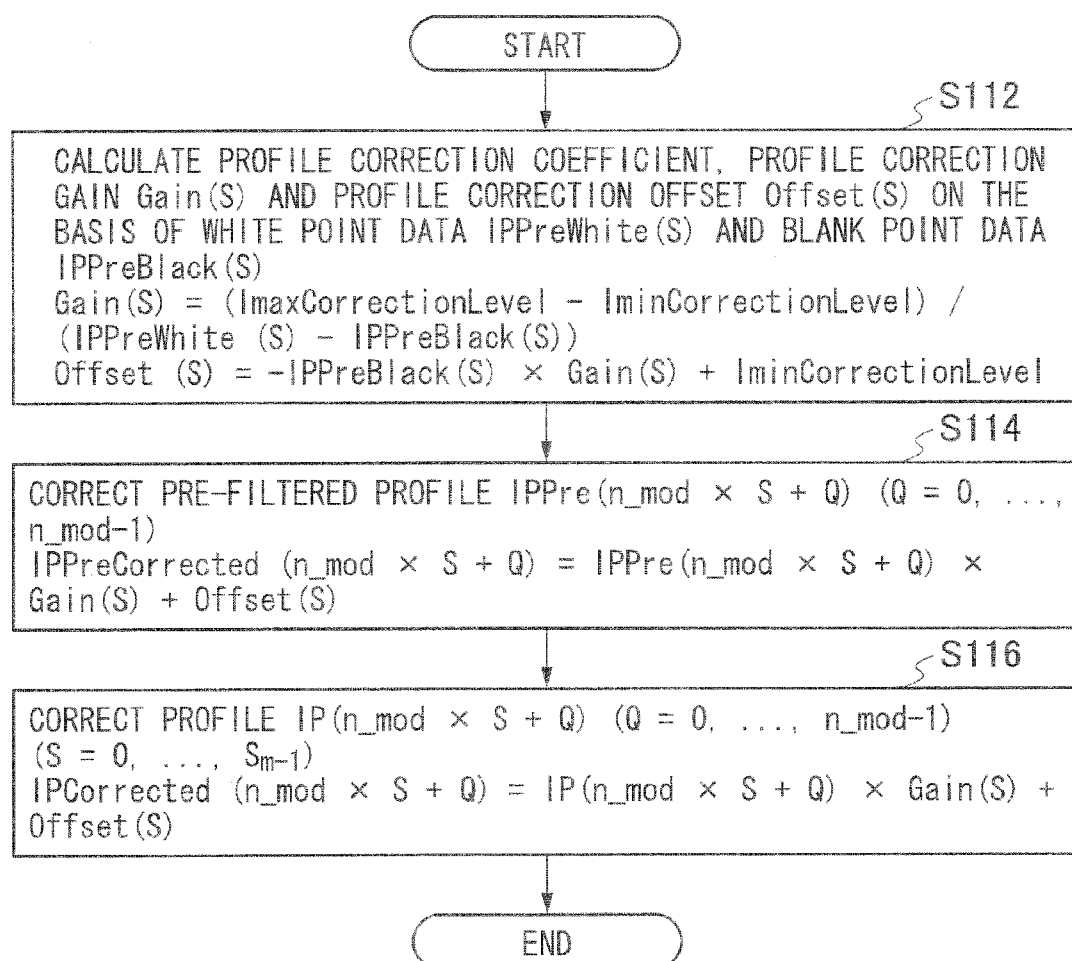 START
S112
CALCULATE PROFILE CORRECTION COEFFICIENT, PROFILE CORRECTION
GAIN Gain(S) AND PROFILE CORRECTION OFFSET Offset(S) ON THE
BASIS OF WHITE POINT DATA IPPreWhite(S) AND BLANK POINT DATA
IPPreBlack(S)
Gain(S) = (ImaxCorrectionLevel - IminCorrectionLevel) /
(IPPreWhite (S) - IPPreBlack(S))
Offset (S) = -IPPreBlack(S) × Gain(S) + IminCorrectionLevel
S114
CORRECT PRE-FILTERED PROFILE IPPre(n_mod × S + Q) (Q = 0, ...,
n_mod-1)
IPPreCorrected (n_mod × S + Q) = IPPre(n_mod × S + Q) ×
Gain(S) + Offset(S)
S116
CORRECT PROFILE IP(n_mod × S + Q) (Q = 0, ..., n_mod-1)
(S = 0, ..., Sm-1)
IPCorrected (n_mod × S + Q) = IP(n_mod × S + Q) × Gain(S) +
Offset(S)
END